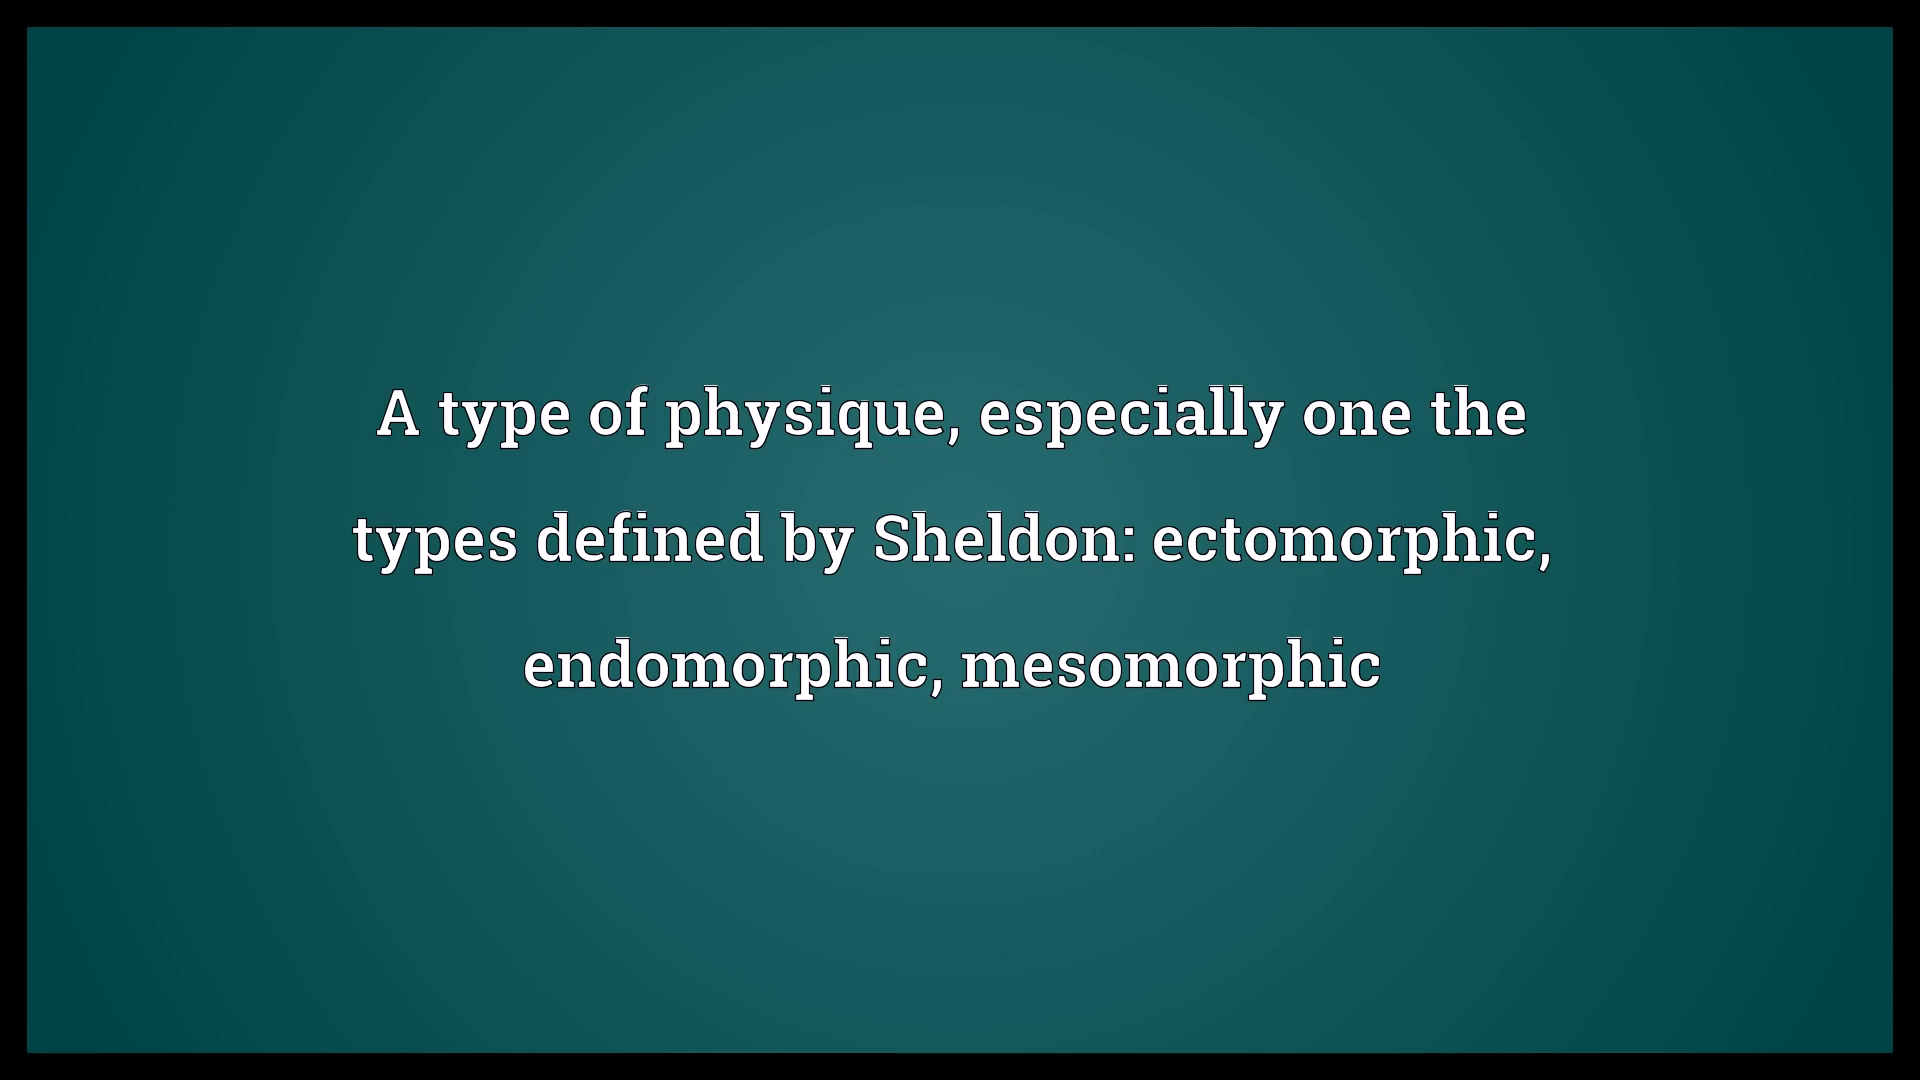 A type of physique, especially one the
types defined by Sheldon: ectomorphic,
endomorphic, mesomorphic